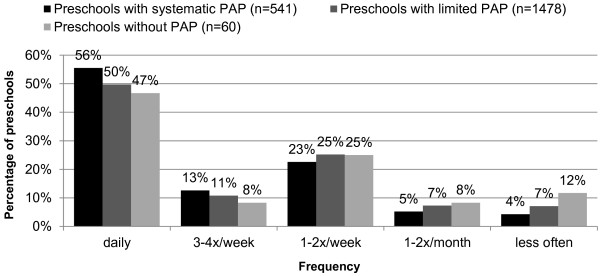 Preschools with systematic PAP (n=541) Preschools with limited PAP (n=1478)
Preschools without PAP (n=60)
Percentage of preschools
60%
50%
40%
30%
20%
10%
0%
56% 50% 47%
13% 11% 8%
23% 25% 25%
5% 7% 8%
4% 7% 12%
daily 3-4x/week 1-2x/week 1-2x/month less often
Frequency